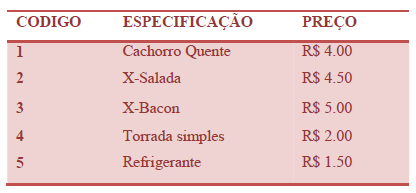 CODIGO ESPECIFICAÇÃO PREÇO
1 Cachorro Quente R$ 4.00
2 X-Salada R$ 4.50
3 X-Bacon R$ 5.00
4 Torrada simples R$ 2.00
5 Refrigerante R$ 1.50